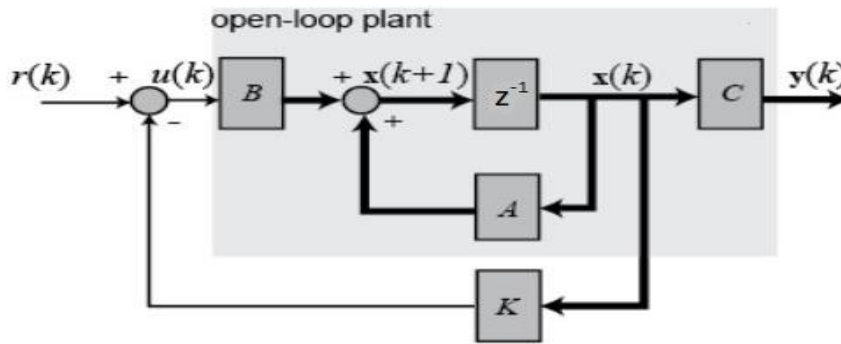 open-loop plant
r(k) + u(k) B + x(k+1) z⁻¹ x(k) C y(k)
- +
A
K